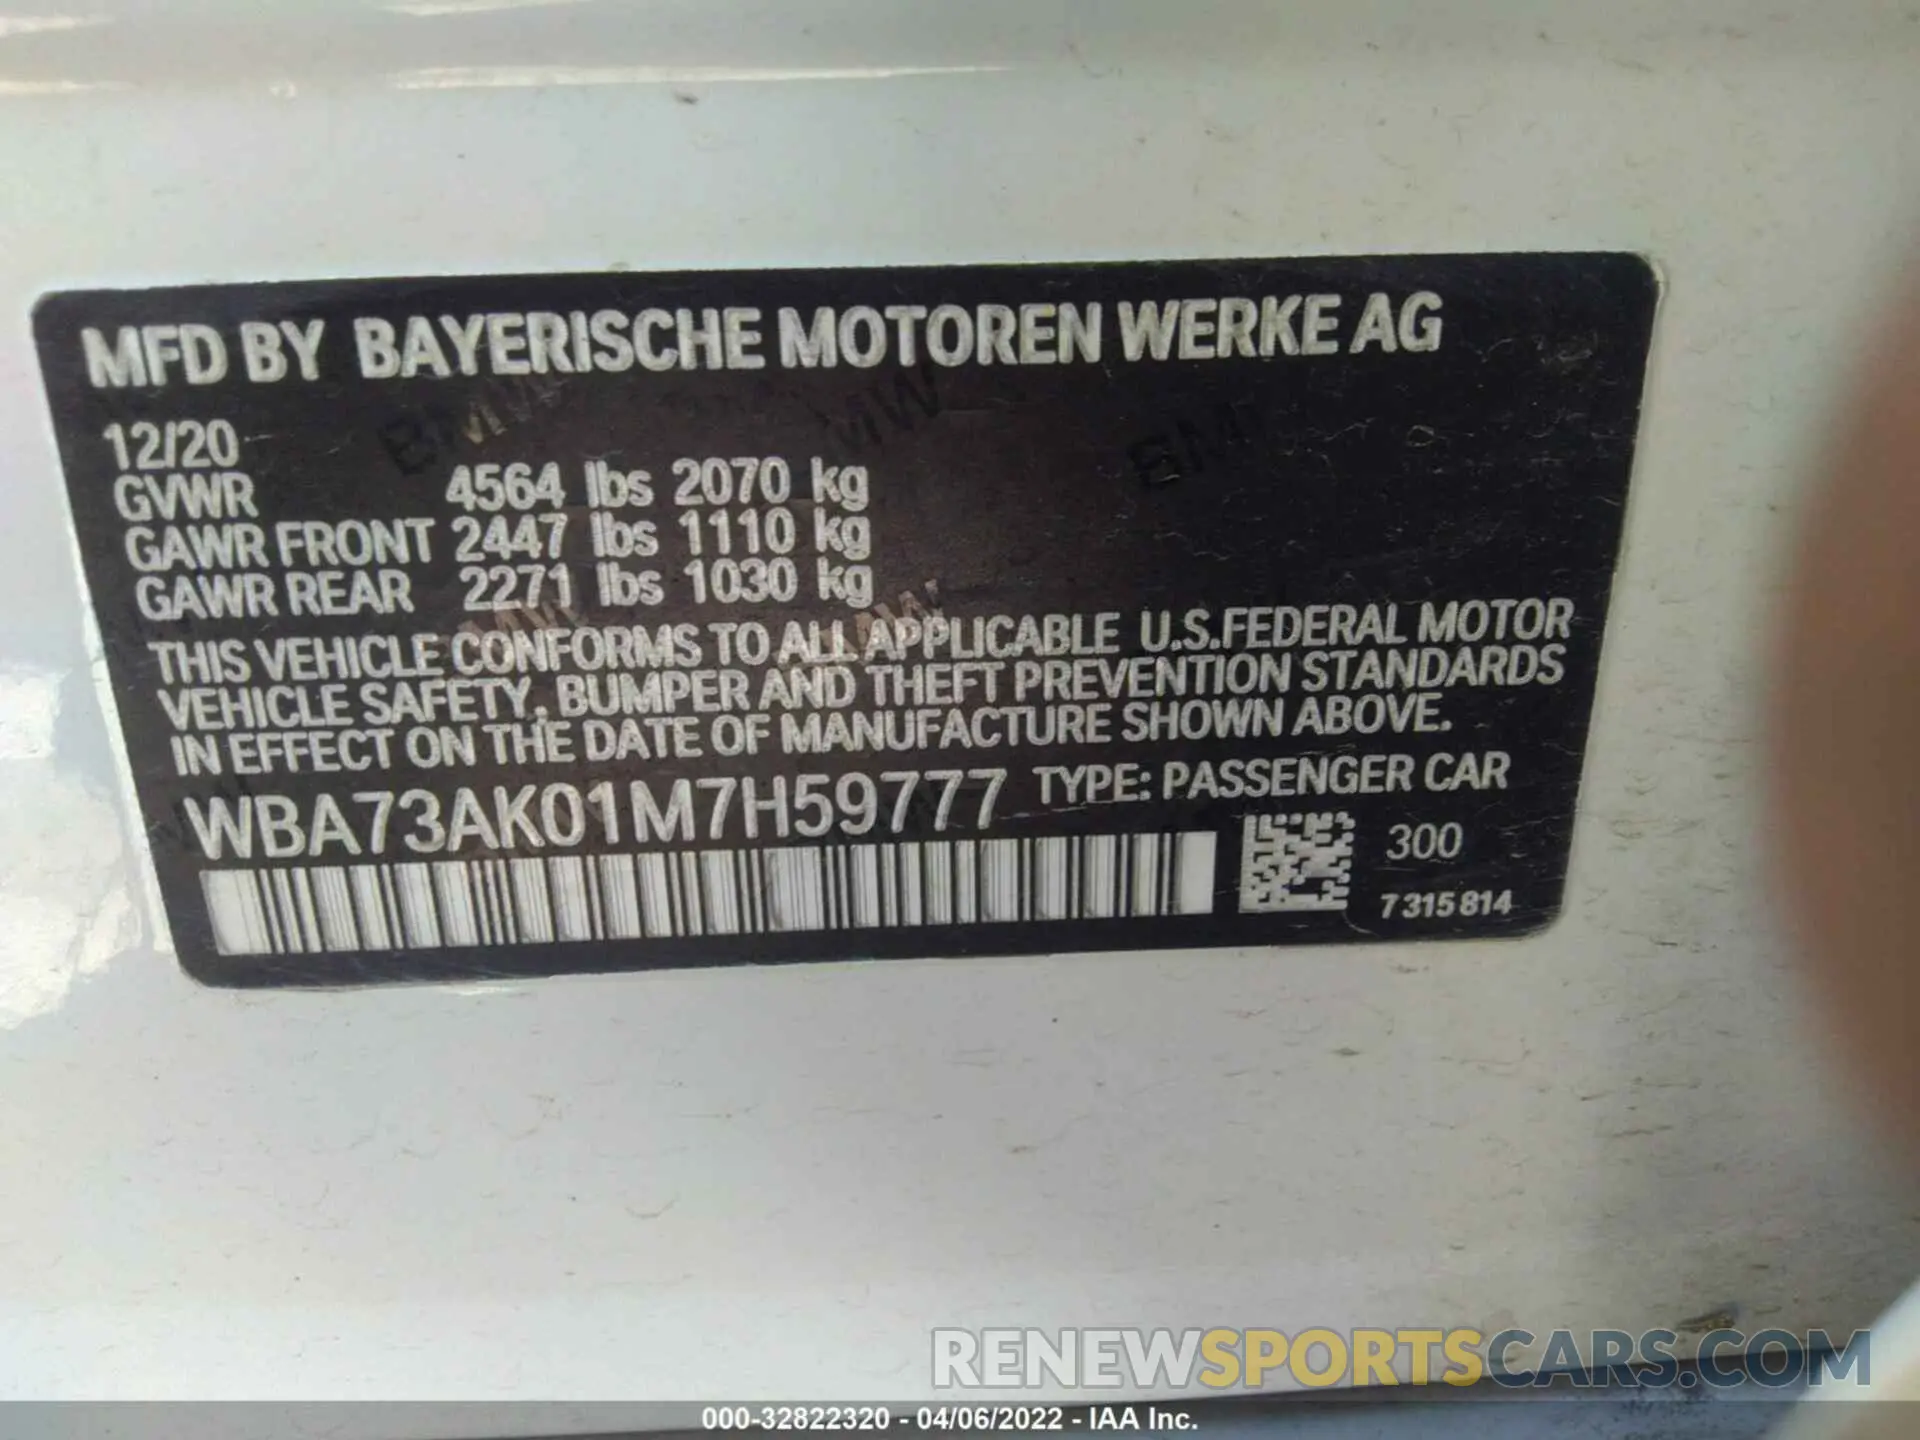 MFD BY BAYERISCHE MOTOREN WERKE AG
12/20
GVWR 4564 lbs 2070 kg
GAWR FRONT 2447 lbs 1110 kg
GAWR REAR 2271 lbs 1030 kg
THIS VEHICLE CONFORMS TO ALL APPLICABLE U.S.FEDERAL MOTOR
VEHICLE SAFETY, BUMPER AND THEFT PREVENTION STANDARDS
IN EFFECT ON THE DATE OF MANUFACTURE SHOWN ABOVE.
WBA73AK01M7H59777 TYPE: PASSENGER CAR
300
7 315 814
RENEWSPORTSCARS.COM
000-32822320 - 04/06/2022 - IAA Inc.